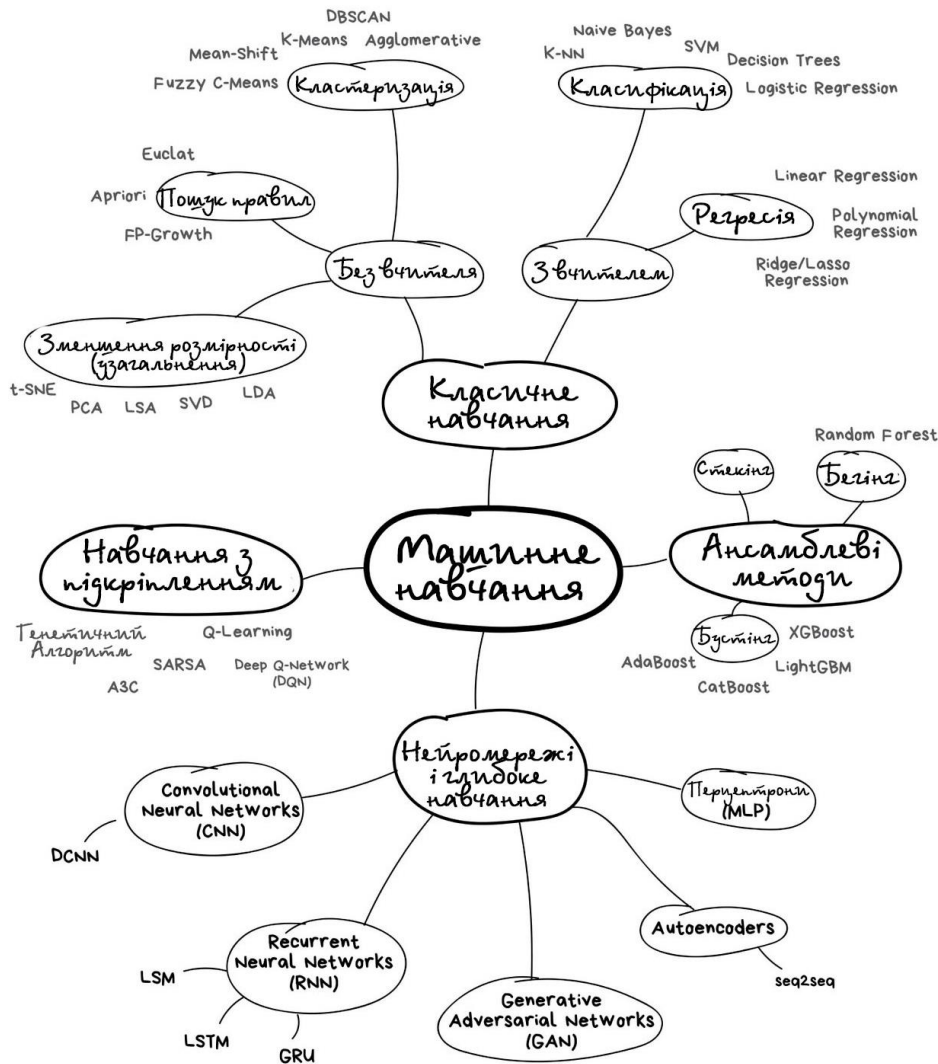 DBSCAN
K-Means
Agglomerative
Mean-Shift
Fuzzy C-Means
Кластеризація
Naive Bayes
K-NN
SVM
Decision Trees
Класифікація
Logistic Regression
Euclat
Apriori
Пошук правил
FP-Growth
Linear Regression
Регресія
Polynomial
Regression
Ridge/Lasso
Regression
Без вчителя
З вчителем
Зменшення розмірності
(узагальнення)
t-SNE
PCA
LSA
SVD
LDA
Класичне
навчання
Random Forest
Стекінг
Бегінг
Машинне
навчання
Навчання з
підкріпленням
Ансамблеві
методи
Генетичний
Алгоритм
Q-Learning
SARSA
Deep Q-Network
(DQN)
A3C
Бустінг
XGBoost
AdaBoost
LightGBM
CatBoost
Нейромережі
і глибоке
навчання
Convolutional
Neural Networks
(CNN)
DCNN
Перцептрони
(MLP)
Autoencoders
seq2seq
Recurrent
Neural Networks
(RNN)
LSM
LSTM
GRU
Generative
Adversarial Networks
(GAN)